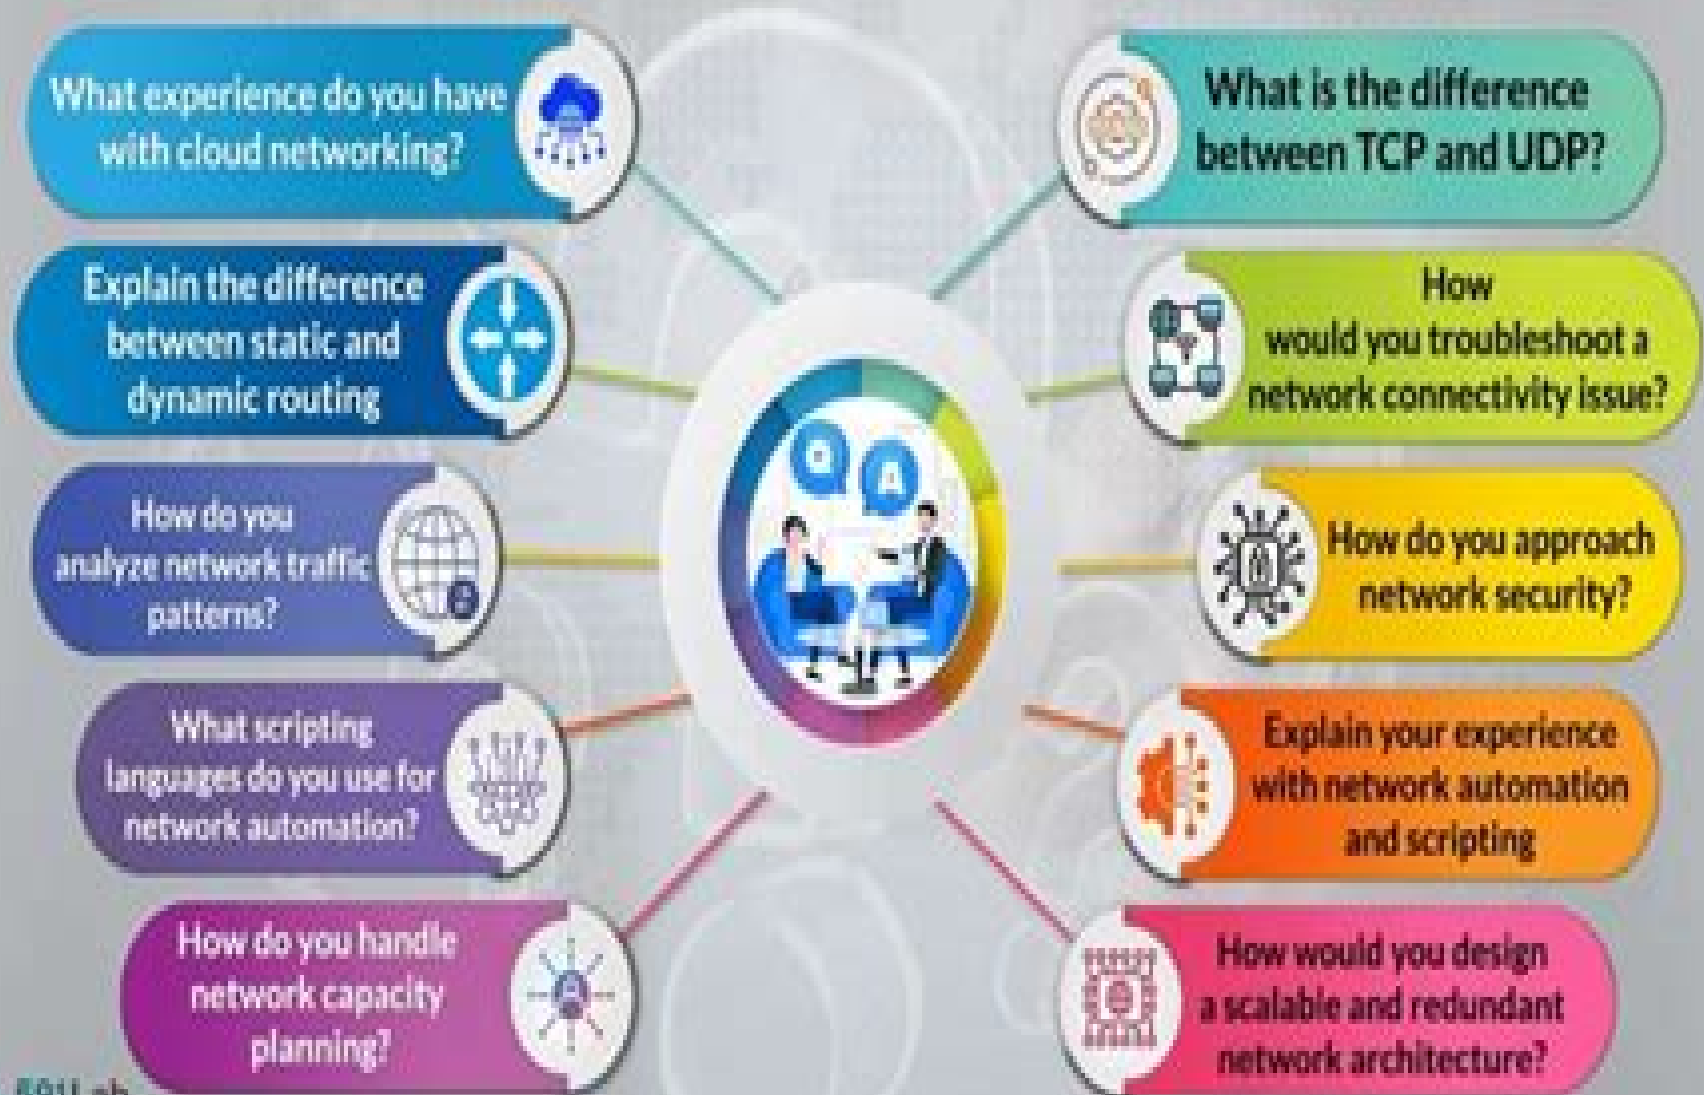 What experience do you have
with cloud networking?
Explain the difference
between static and
dynamic routing
How do you
analyze network traffic
patterns?
What scripting
languages do you use for
network automation?
How do you handle
network capacity
planning?
What is the difference
between TCP and UDP?
How
would you troubleshoot a
network connectivity issue?
How do you approach
network security?
Explain your experience
with network automation
and scripting
How would you design
a scalable and redundant
network architecture?
Q A